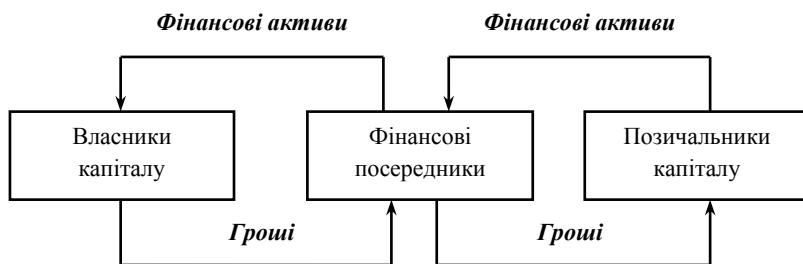 Фінансові активи
Фінансові активи
Власники
капіталу
Фінансові
посередники
Позичальники
капіталу
Гроші
Гроші